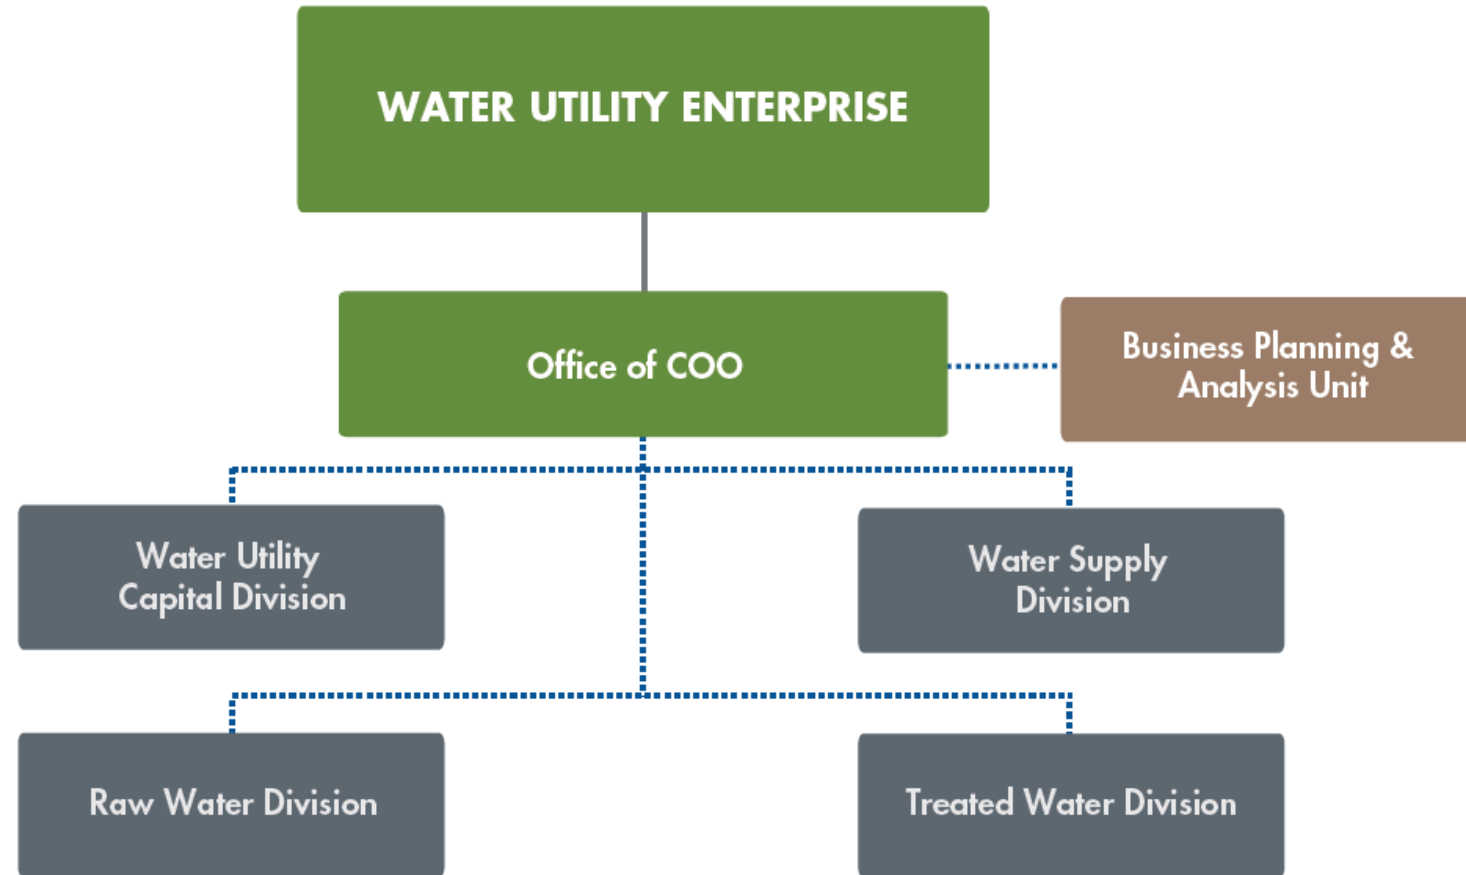 WATER UTILITY ENTERPRISE
Office of COO
Business Planning &
Analysis Unit
Water Utility
Capital Division
Water Supply
Division
Raw Water Division
Treated Water Division